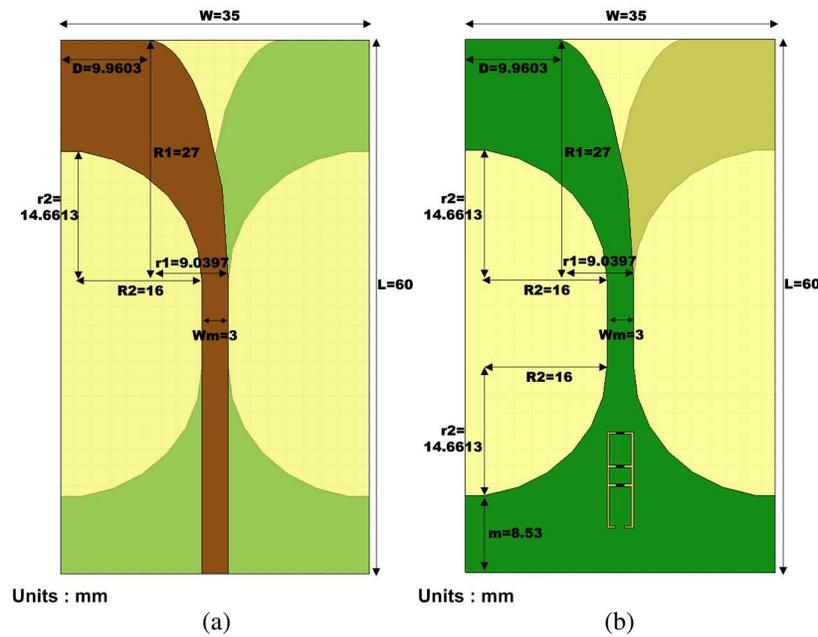 W=35
W=35
D=9.9603
D=9.9603
R1=27
R1=27
r2=
14.6613
r2=
14.6613
r1=9.0397
r1=9.0397
R2=16
R2=16
L=60
L=60
Wm=3
Wm=3
R2=16
r2=
14.6613
m=8.53
Units : mm
Units : mm
(a)
(b)